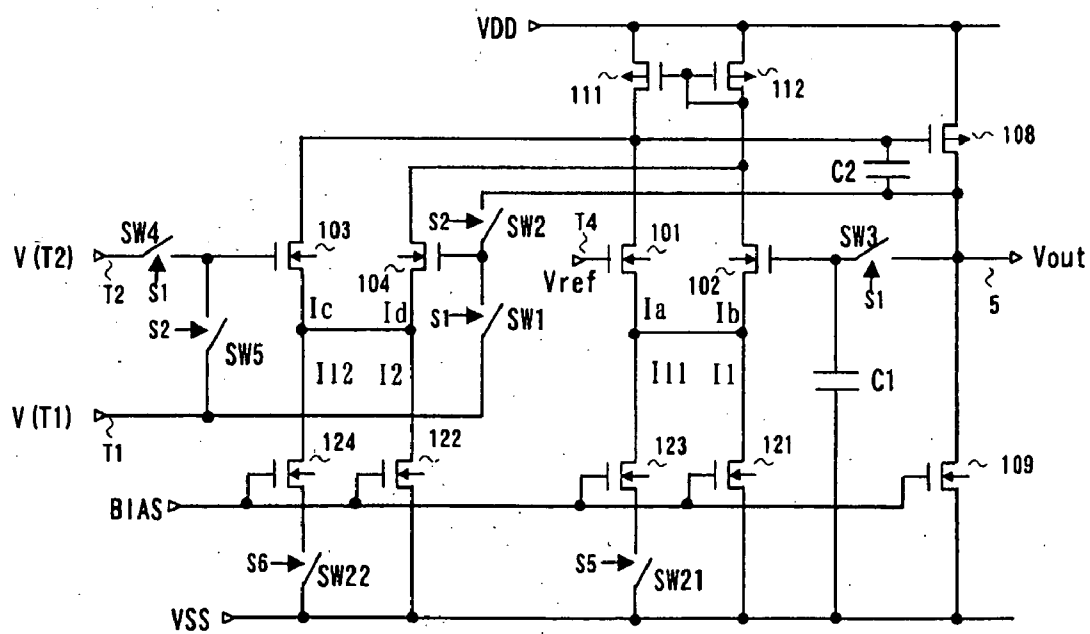 VDD
111
112
108
C2
SW4
S2
SW2
T4
101
SW3
V(T2)
103
104
Vref
102
Vout
T2
S1
S1
5
S2
SW5
Ic
Id
S1
SW1
Ia
Ib
I12
I2
I11
I1
C1
V(T1)
T1
124
122
123
121
109
BIAS
S6
SW22
S5
SW21
VSS